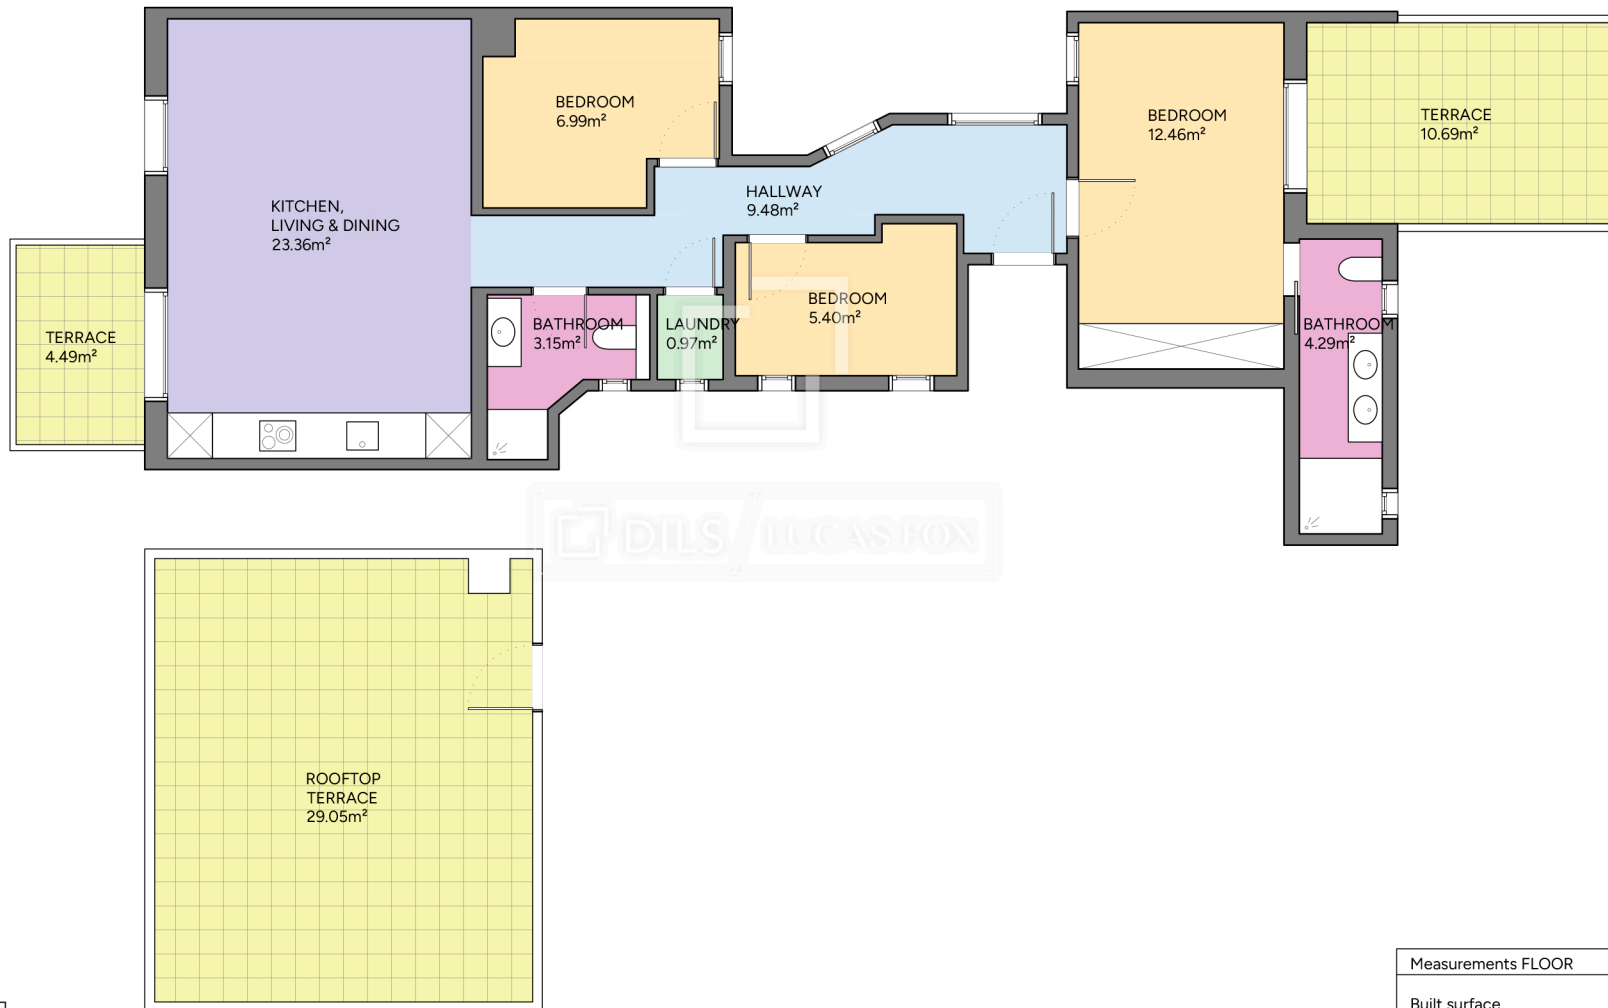 BEDROOM
6.99m²
BEDROOM
12.46m²
TERRACE
10.69m²
KITCHEN,
LIVING & DINING
23.36m²
HALLWAY
9.48m²
TERRACE
4.49m²
BATHROOM
3.15m²
LAUNDRY
0.97m²
BEDROOM
5.40m²
BATHROOM
4.29m²
DILS // LUCAS FOX
ROOFTOP
TERRACE
29.05m²
Measurements FLOOR
Built surface